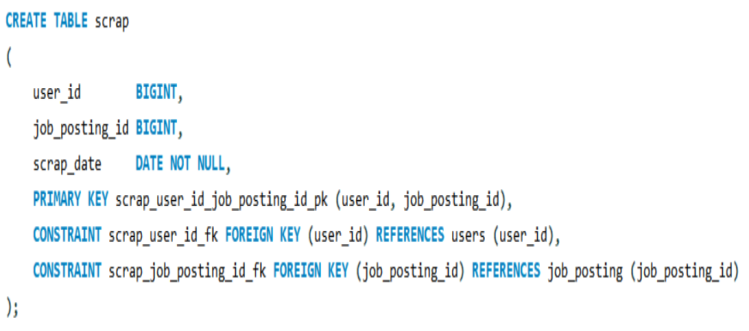 CREATE TABLE scrap
(
user_id BIGINT,
job_posting_id BIGINT,
scrap_date DATE NOT NULL,
PRIMARY KEY scrap_user_id_job_posting_id_pk (user_id, job_posting_id),
CONSTRAINT scrap_user_id_fk FOREIGN KEY (user_id) REFERENCES users (user_id),
CONSTRAINT scrap_job_posting_id_fk FOREIGN KEY (job_posting_id) REFERENCES job_posting (job_posting_id)
);